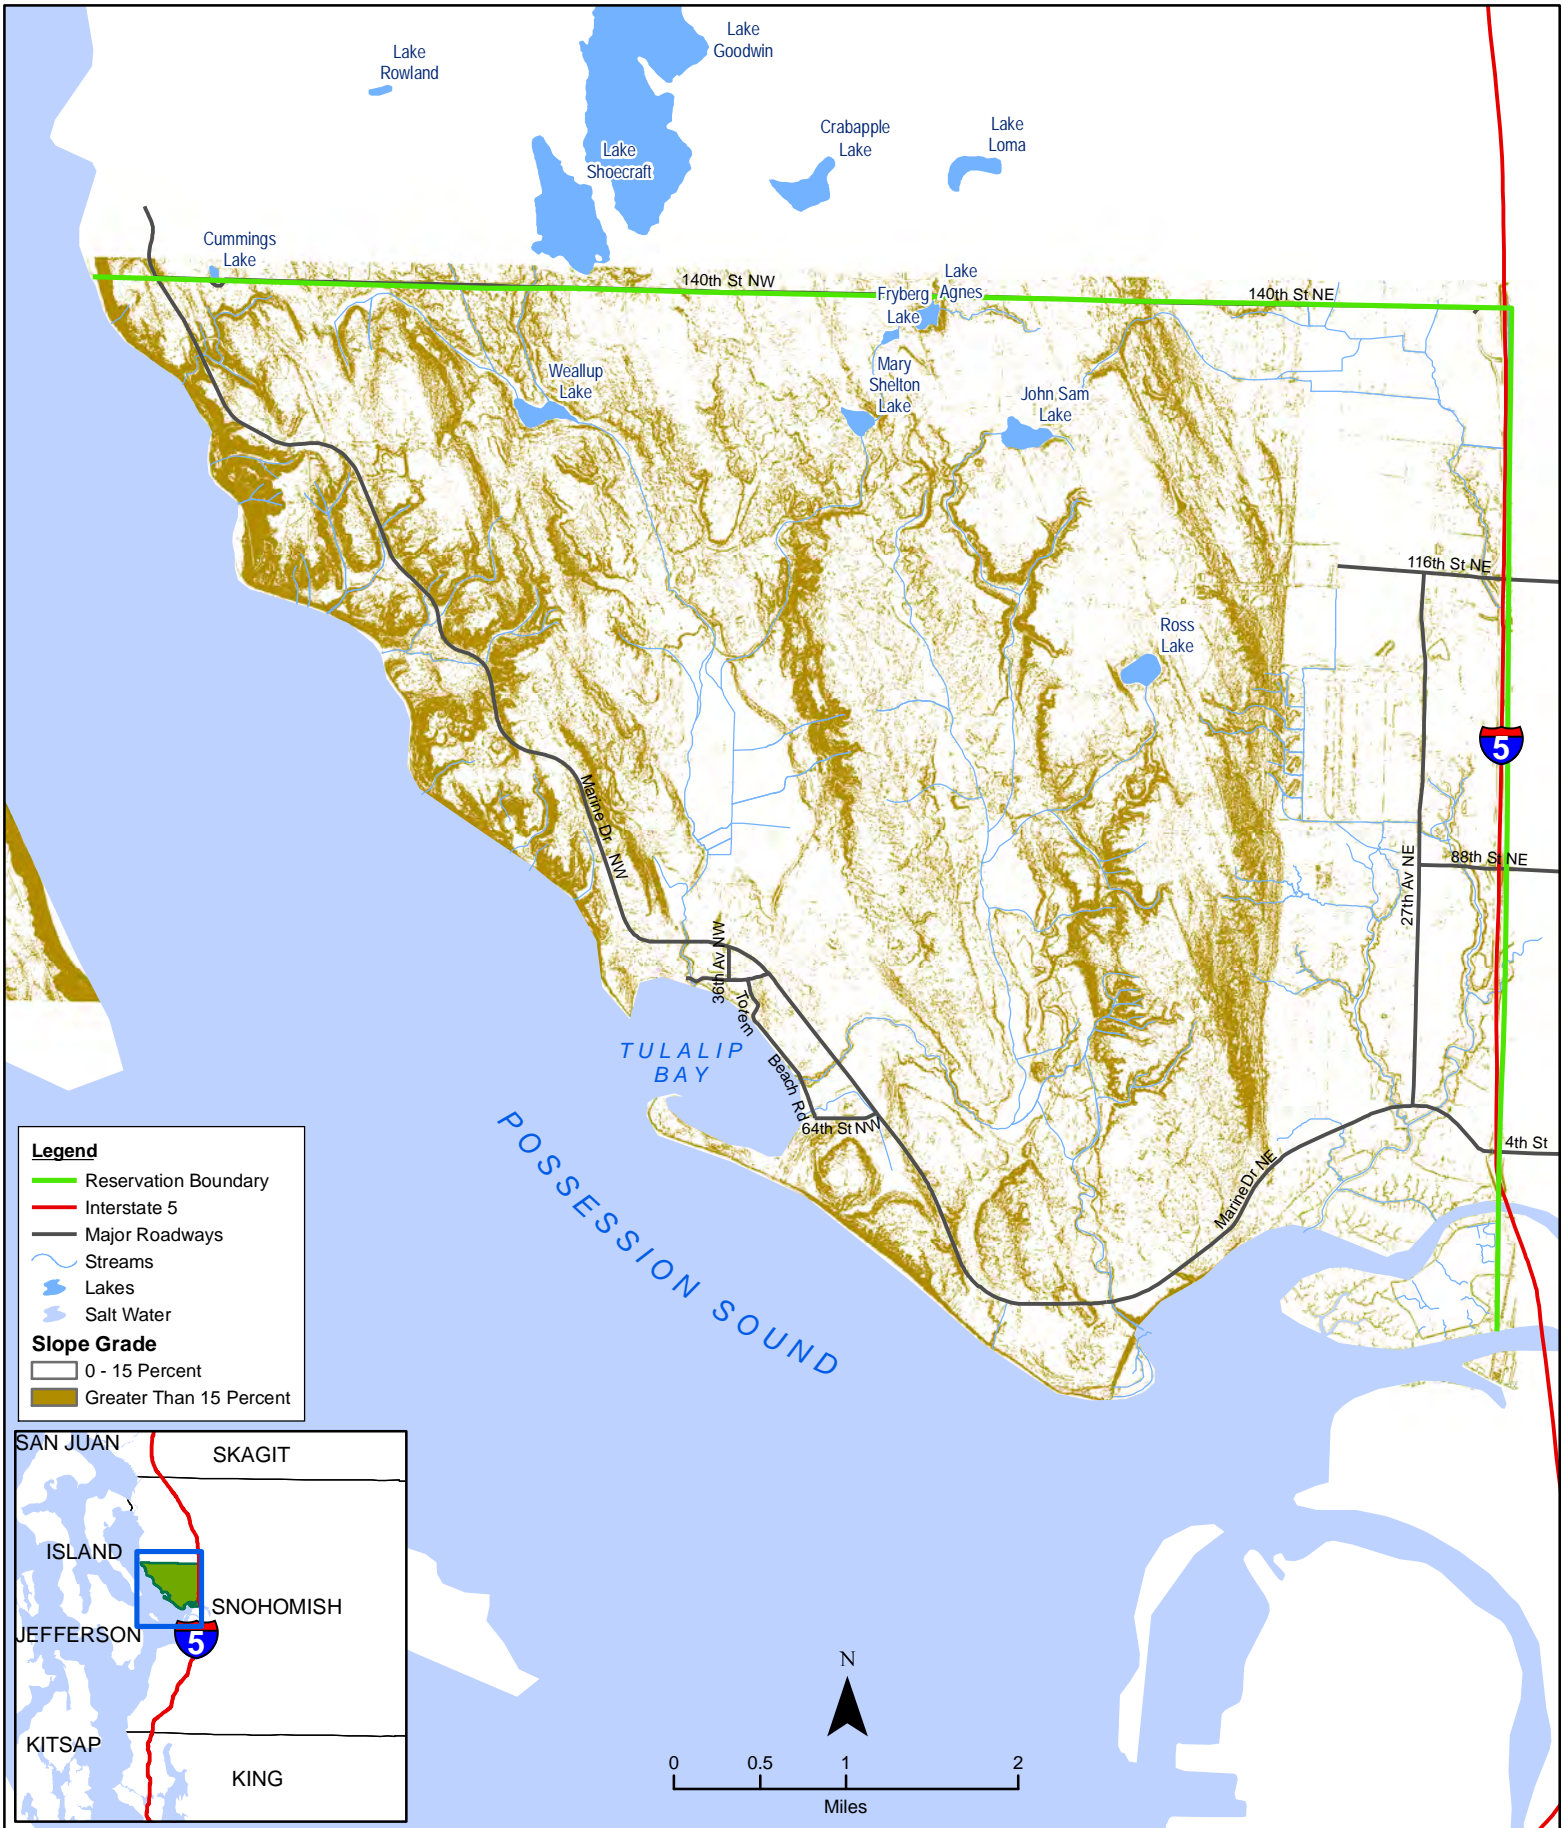 Lake
Goodwin
Lake
Rowland
Crabapple
Lake
Lake
Loma
Lake
Shoecraft
Cummings
Lake
140th St NW
Lake
Agnes
Fryberg
Lake
140th St NE
Weallup
Lake
Mary
Shelton
Lake
John Sam
Lake
116th St NE
Ross
Lake
5
Marine Dr NW
27th Av NE
88th St NE
36th Av NW
Totem
Beach Rd
TULALIP
BAY
64th St NW
4th St
Marine Dr NE
POSSESSION SOUND
Legend
Reservation Boundary
Interstate 5
Major Roadways
Streams
Lakes
Salt Water
Slope Grade
0 - 15 Percent
Greater Than 15 Percent
SAN JUAN
SKAGIT
ISLAND
SNOHOMISH
JEFFERSON
5
KITSAP
KING
N
0 0.5 1 2
Miles